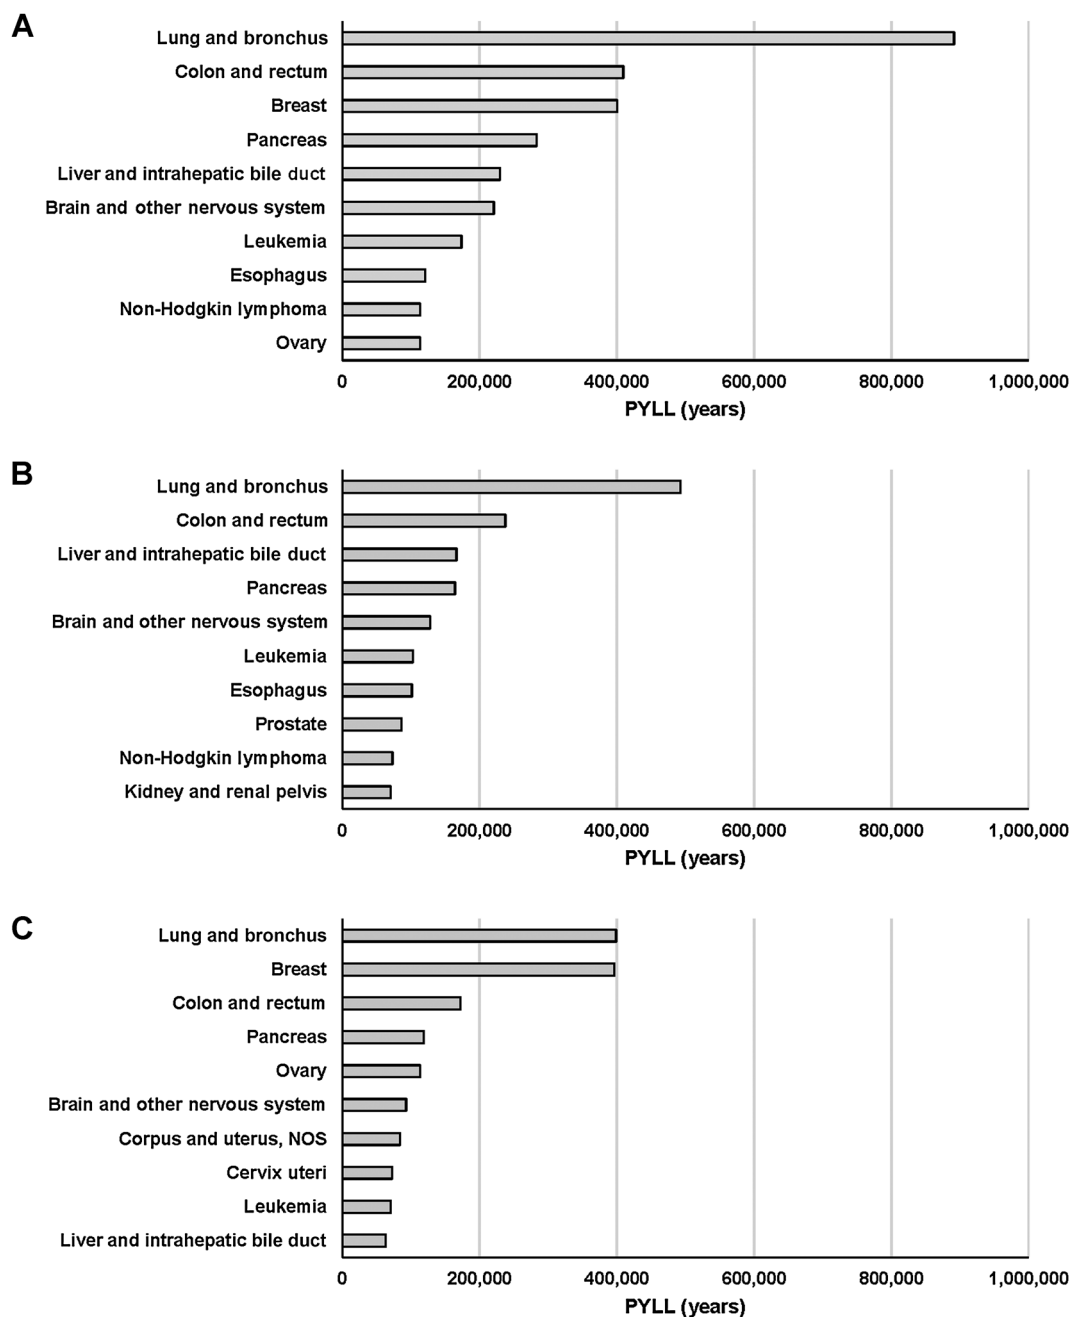 A
Lung and bronchus
Colon and rectum
Breast
Pancreas
Liver and intrahepatic bile duct
Brain and other nervous system
Leukemia
Esophagus
Non-Hodgkin lymphoma
Ovary
0 200,000 400,000 600,000 800,000 1,000,000
PYLL (years)
B
Lung and bronchus
Colon and rectum
Liver and intrahepatic bile duct
Pancreas
Brain and other nervous system
Leukemia
Esophagus
Prostate
Non-Hodgkin lymphoma
Kidney and renal pelvis
0 200,000 400,000 600,000 800,000 1,000,000
PYLL (years)
C
Lung and bronchus
Breast
Colon and rectum
Pancreas
Ovary
Brain and other nervous system
Corpus and uterus, NOS
Cervix uteri
Leukemia
Liver and intrahepatic bile duct
0 200,000 400,000 600,000 800,000 1,000,000
PYLL (years)